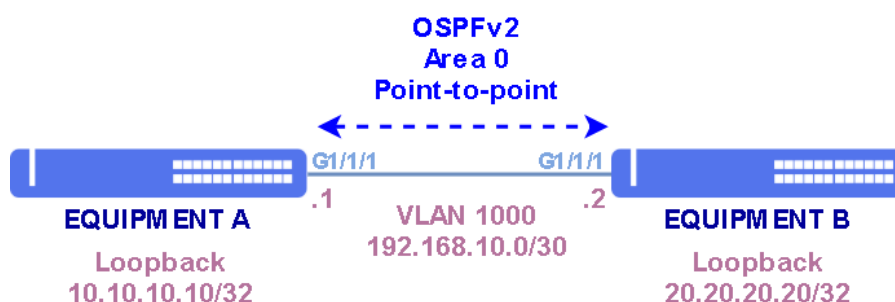 OSPFv2
Area 0
Point-to-point
G1/1/1
G1/1/1
.1
.2
VLAN 1000
192.168.10.0/30
EQUIPMENT A
Loopback
10.10.10.10/32
EQUIPMENT B
Loopback
20.20.20.20/32